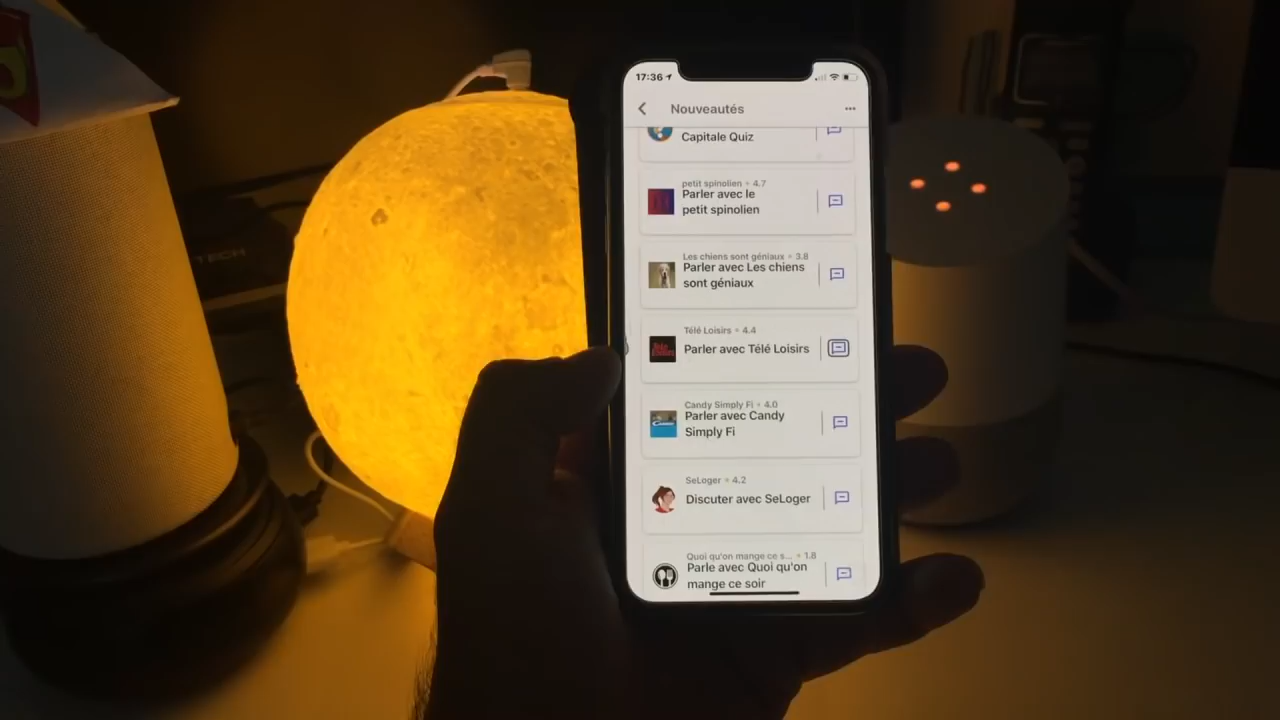 17:36
Nouveautés
Capitale Quiz
petit spinolien 4.7
Parler avec le
petit spinolien
Les chiens sont géniaux 3.8
Parler avec Les chiens
sont géniaux
Télé Loisirs 4.4
Parler avec Télé Loisirs
Candy Simply Fi 4.0
Parler avec Candy
Simply Fi
SeLoger 4.2
Discuter avec SeLoger
Quoi qu'on mange ce s... 1.8
Parle avec Quoi qu'on
mange ce soir
TECH